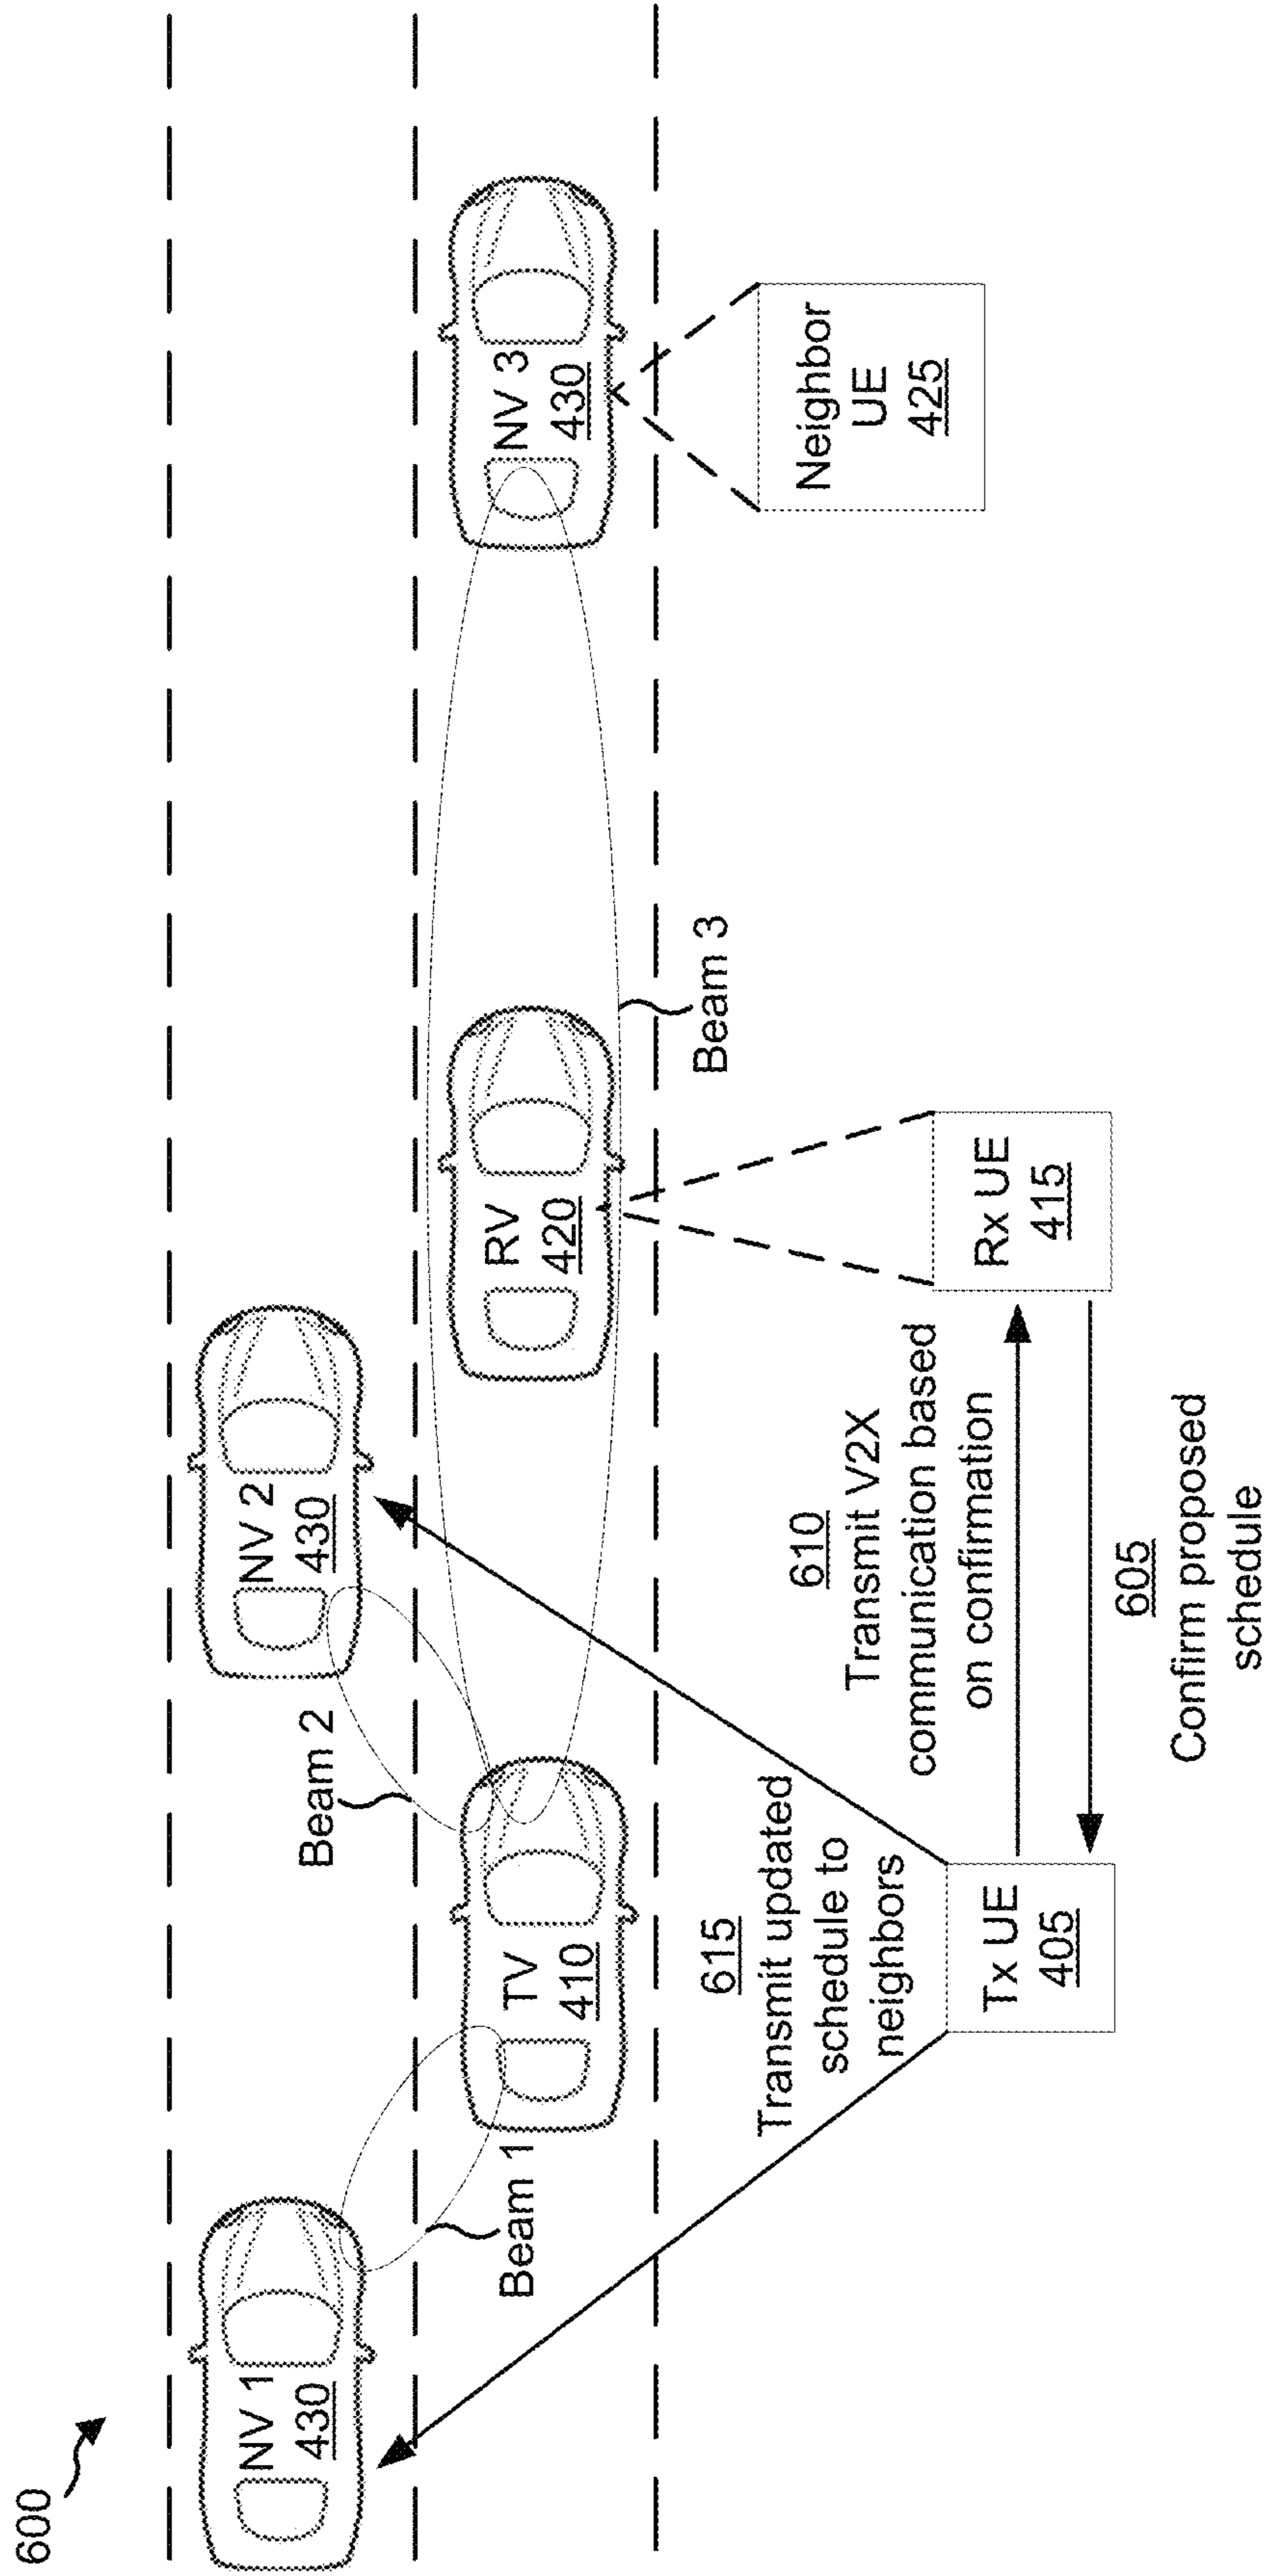 600
NV 1
430
NV 2
430
Beam 1
Beam 2
TV
410
RV
420
NV 3
430
Beam 3
615
Transmit updated
schedule to
neighbors
610
Transmit V2X
communication based
on confirmation
Neighbor
UE
425
Tx UE
405
Rx UE
415
605
Confirm proposed
schedule